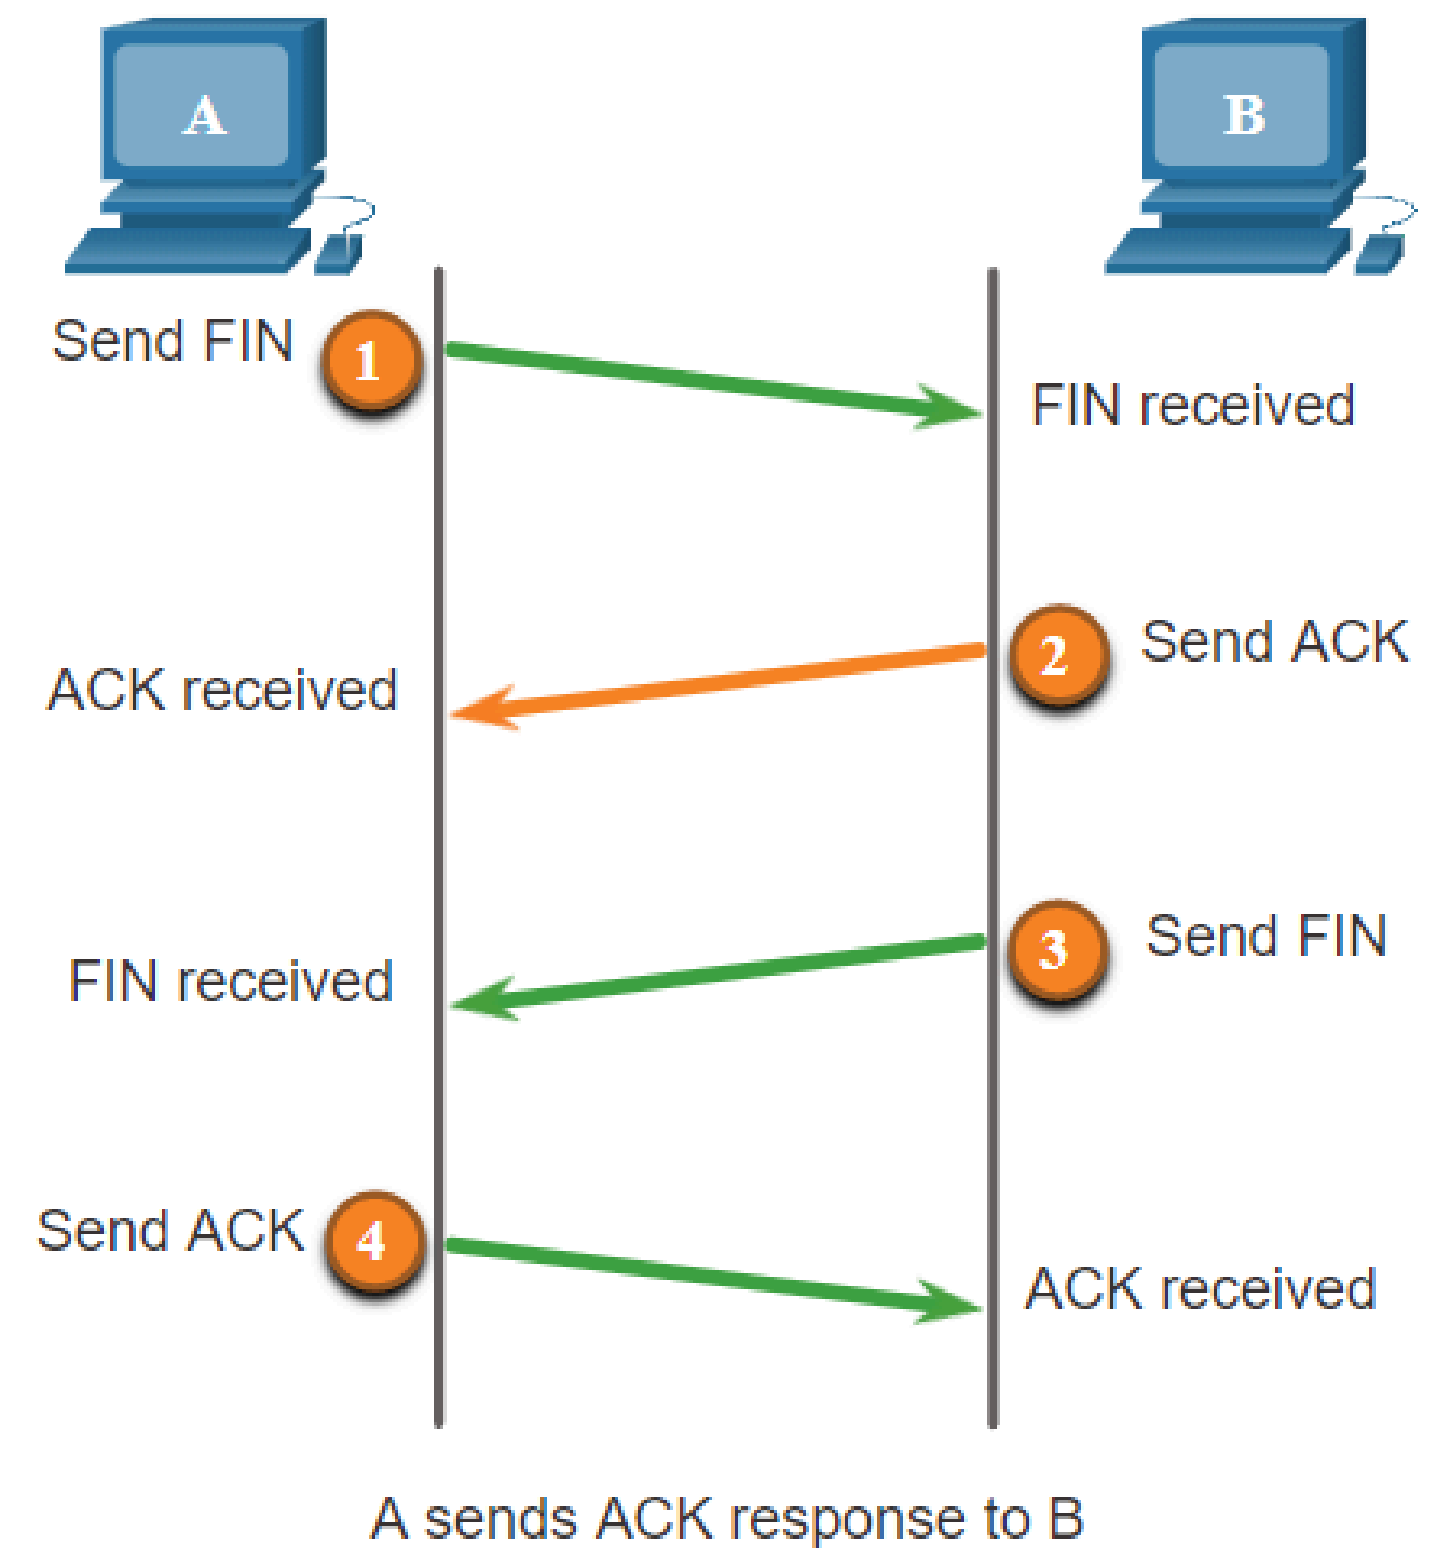 A
B
Send FIN
1
FIN received
2
Send ACK
ACK received
3
Send FIN
FIN received
Send ACK
4
ACK received
A sends ACK response to B